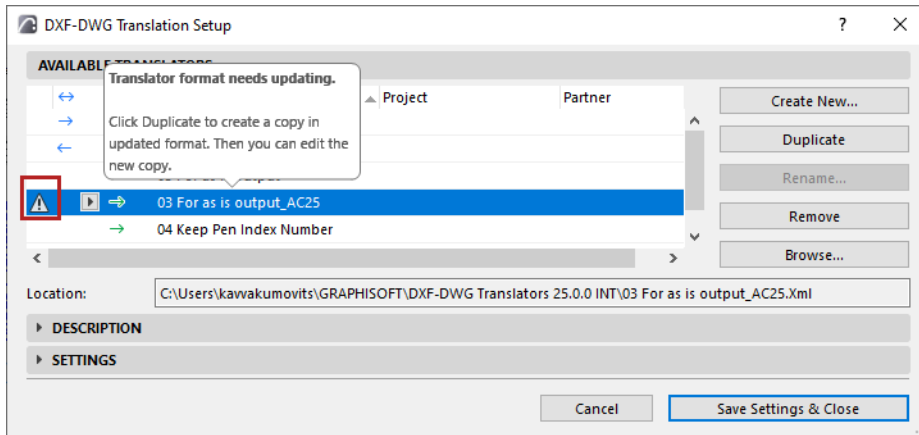 DXF-DWG Translation Setup
?
Translator format needs updating.
Project
Partner
Click Duplicate to create a copy in
updated format. Then you can edit the
new copy.
03 For as is output_AC25
04 Keep Pen Index Number
Create New...
Duplicate
Rename...
Remove
Browse...
Location:
C:\Users\kavvakumovits\GRAPHISOFT\DXF-DWG Translators 25.0.0 INT\03 For as is output_AC25.Xml
DESCRIPTION
SETTINGS
Cancel
Save Settings & Close